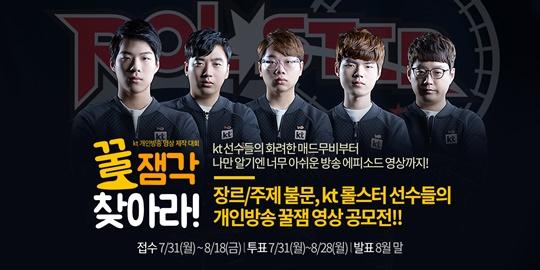 ROLSTER
kt kt kt kt kt
kt 개인방송 영상 제작 대회
꿀잼각
찾아라!
kt 선수들의 화려한 매드무비부터
나만 알기엔 너무 아쉬운 방송 에피소드 영상까지!
장르/주제 불문, kt 롤스터 선수들의
개인방송 꿀잼 영상 공모전!!
접수 7/31(월) ~ 8/18(금) | 투표 7/31(월)~8/28(월) | 발표 8월 말